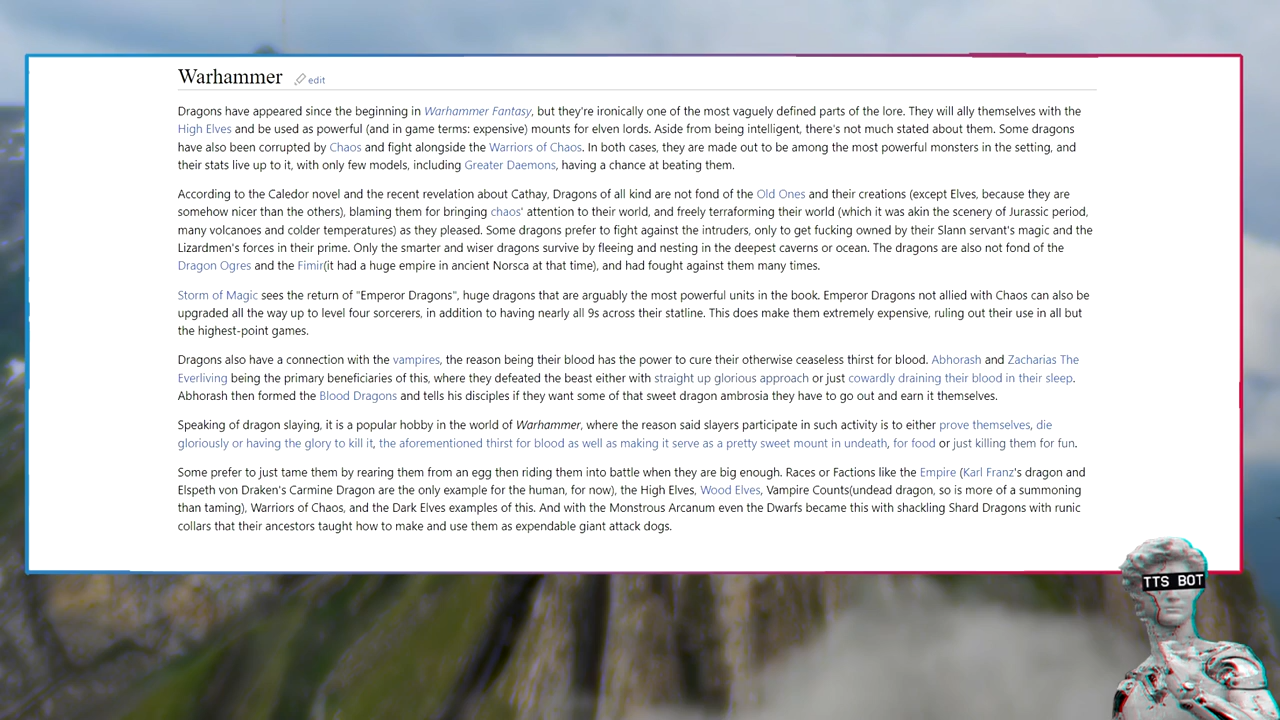 Warhammer edit
Dragons have appeared since the beginning in Warhammer Fantasy, but they're ironically one of the most vaguely defined parts of the lore. They will ally themselves with the
High Elves and be used as powerful (and in game terms: expensive) mounts for elven lords. Aside from being intelligent, there's not much stated about them. Some dragons
have also been corrupted by Chaos and fight alongside the Warriors of Chaos. In both cases, they are made out to be among the most powerful monsters in the setting, and
their stats live up to it, with only few models, including Greater Daemons, having a chance at beating them.
According to the Caledor novel and the recent revelation about Cathay, Dragons of all kind are not fond of the Old Ones and their creations (except Elves, because they are
somehow nicer than the others), blaming them for bringing chaos' attention to their world, and freely terraforming their world (which it was akin the scenery of Jurassic period,
many volcanoes and colder temperatures) as they pleased. Some dragons prefer to fight against the intruders, only to get fucking owned by their Slann servant's magic and the
Lizardmen's forces in their prime. Only the smarter and wiser dragons survive by fleeing and nesting in the deepest caverns or ocean. The dragons are also not fond of the
Dragon Ogres and the Fimir(it had a huge empire in ancient Norsca at that time), and had fought against them many times.
Storm of Magic sees the return of "Emperor Dragons", huge dragons that are arguably the most powerful units in the book. Emperor Dragons not allied with Chaos can also be
upgraded all the way up to level four sorcerers, in addition to having nearly all 9s across their statline. This does make them extremely expensive, ruling out their use in all but
the highest-point games.
Dragons also have a connection with the vampires, the reason being their blood has the power to cure their otherwise ceaseless thirst for blood. Abhorash and Zacharias The
Everliving being the primary beneficiaries of this, where they defeated the beast either with straight up glorious approach or just cowardly draining their blood in their sleep.
Abhorash then formed the Blood Dragons and tells his disciples if they want some of that sweet dragon ambrosia they have to go out and earn it themselves.
Speaking of dragon slaying, it is a popular hobby in the world of Warhammer, where the reason said slayers participate in such activity is to either prove themselves, die
gloriously or having the glory to kill it, the aforementioned thirst for blood as well as making it serve as a pretty sweet mount in undeath, for food or just killing them for fun.
Some prefer to just tame them by rearing them from an egg then riding them into battle when they are big enough. Races or Factions like the Empire (Karl Franz's dragon and
Elspeth von Draken's Carmine Dragon are the only example for the human, for now), the High Elves, Wood Elves, Vampire Counts(undead dragon, so is more of a summoning
than taming), Warriors of Chaos, and the Dark Elves examples of this. And with the Monstrous Arcanum even the Dwarfs became this with shackling Shard Dragons with runic
collars that their ancestors taught how to make and use them as expendable giant attack dogs.
TTS BOT